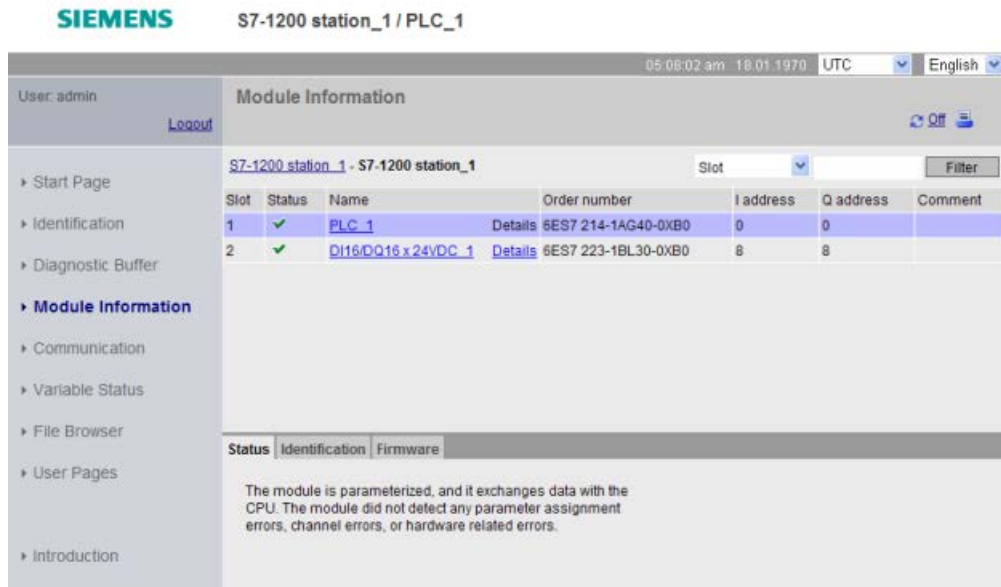 SIEMENS S7-1200 station_1 / PLC_1
05:08:02 am 18.01.1970 UTC English
User: admin
Logout
Module Information
Off
Start Page
Identification
Diagnostic Buffer
Module Information
Communication
Variable Status
File Browser
User Pages
Introduction
S7-1200 station_1 - S7-1200 station_1 Slot Filter
Slot Status Name Order number I address Q address Comment
1 PLC_1 Details 6ES7 214-1AG40-0XB0 0 0
2 DI16/DQ16 x 24VDC_1 Details 6ES7 223-1BL30-0XB0 8 8
Status Identification Firmware
The module is parameterized, and it exchanges data with the
CPU. The module did not detect any parameter assignment
errors, channel errors, or hardware related errors.